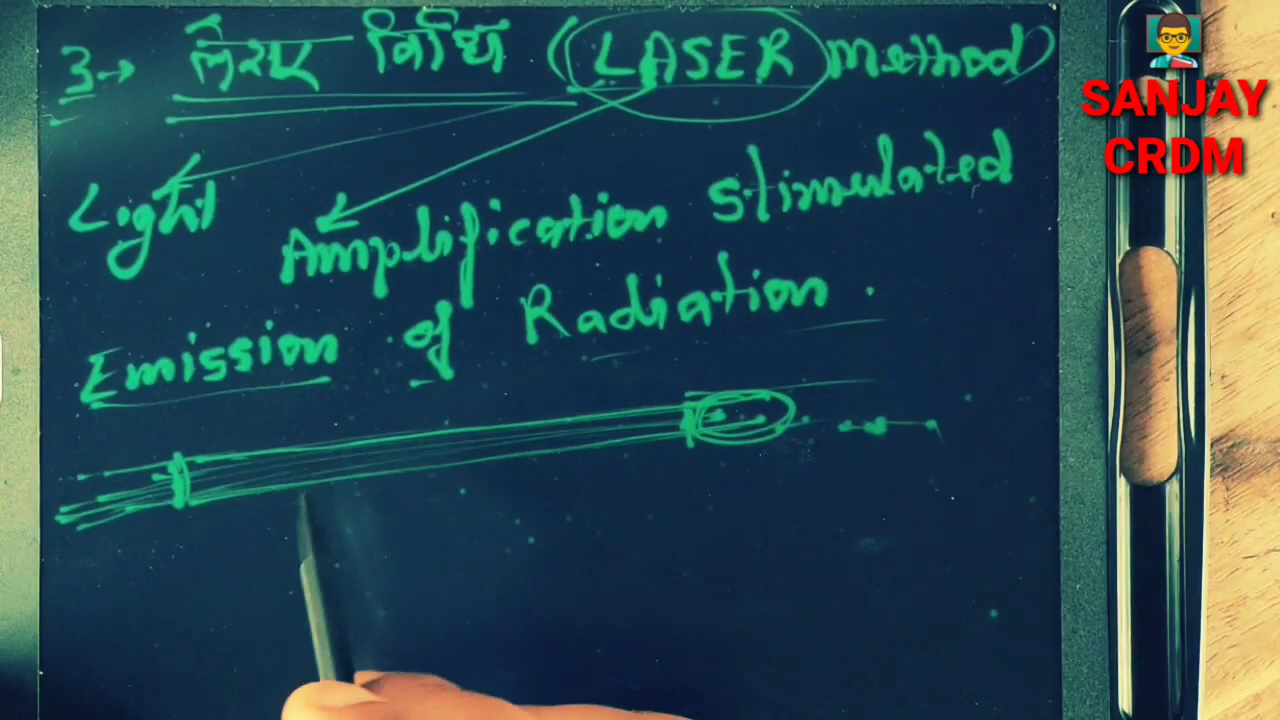 3→ लेसर विधि (LASER method)
Light Amplification stimulated
Emission of Radiation.
SANJAY
CRDM